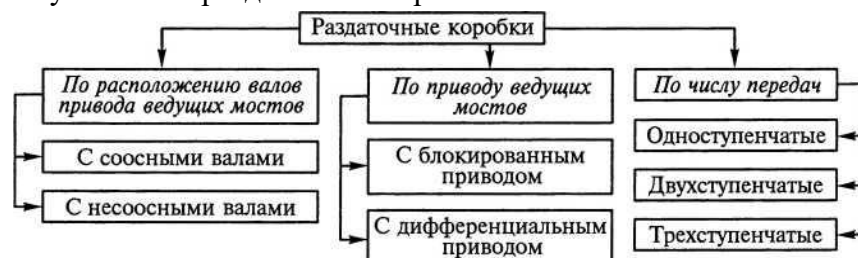 Раздаточные коробки
По расположению валов
привода ведущих мостов
С соосными валами
С несоосными валами
По приводу ведущих
мостов
С блокированным
приводом
С дифференциальным
приводом
По числу передач
Одноступенчатые
Двухступенчатые
Трехступенчатые